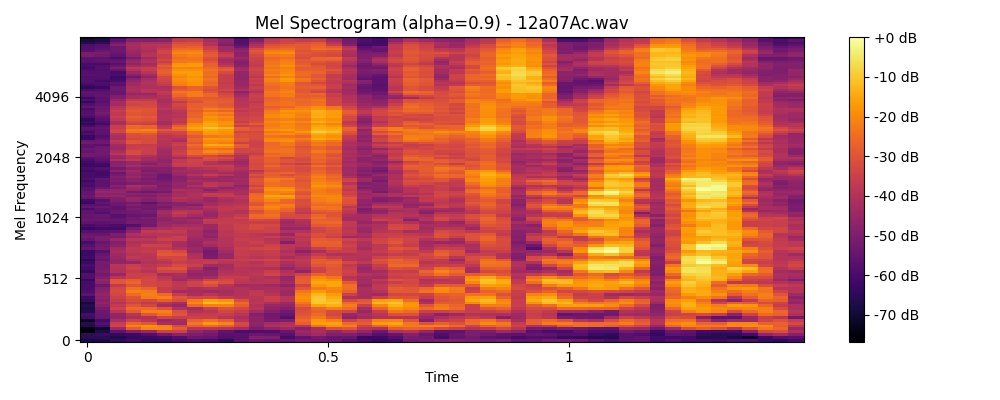 Mel Spectrogram (alpha=0.9) - 12a07Ac.wav
+0 dB
-10 dB
-20 dB
-30 dB
-40 dB
-50 dB
-60 dB
-70 dB
Mel Frequency
4096
2048
1024
512
0
0
0.5
1
Time